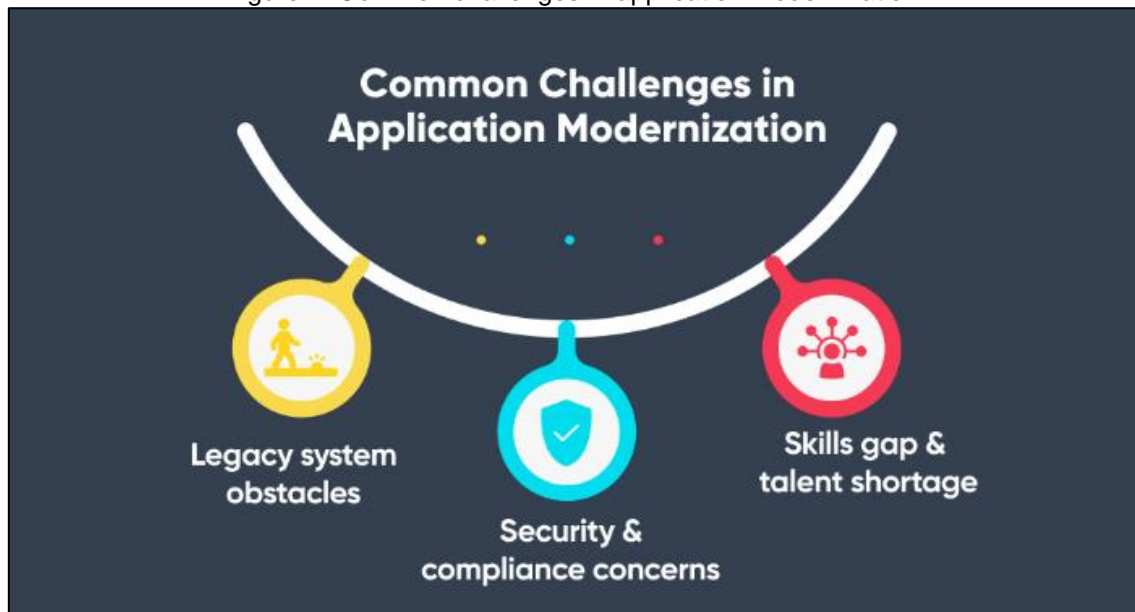 Common Challenges in
Application Modernization
Legacy system
obstacles
Security &
compliance concerns
Skills gap &
talent shortage